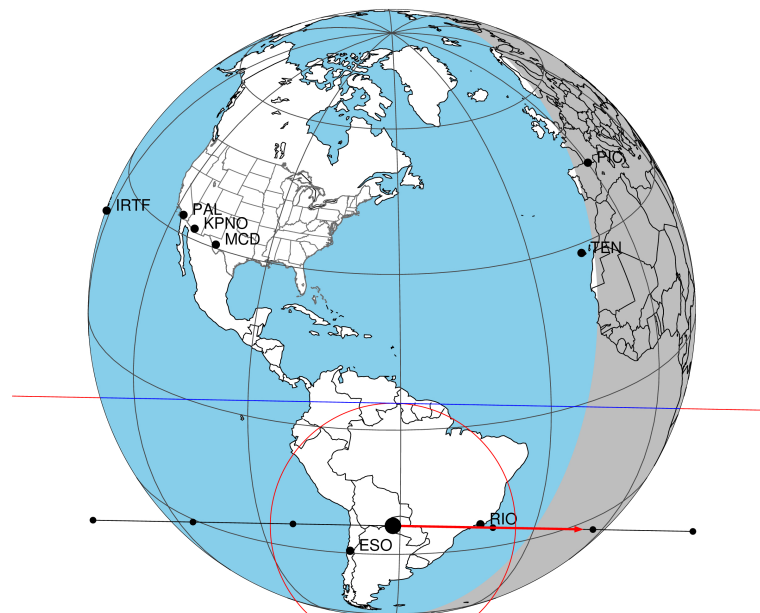 PIC
IRTF
PAL
KPNO
MCD
TEN
RIO
ESO